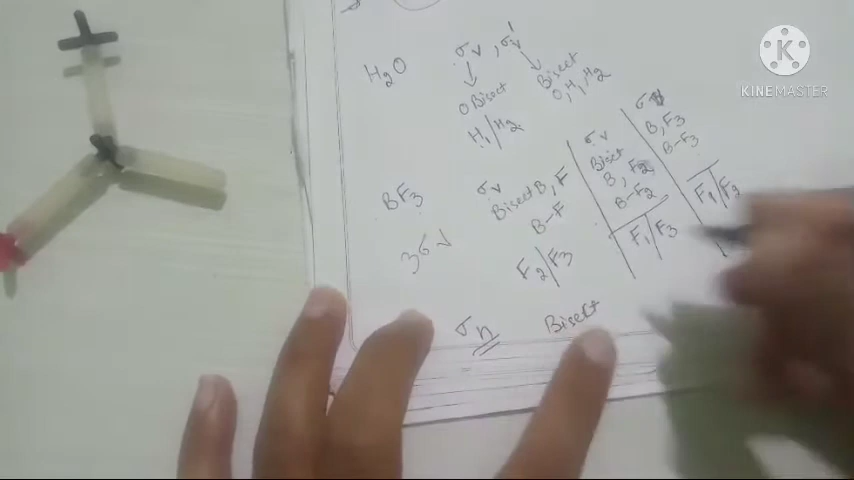 K
KINEMASTER
H2O
σv , σv'
O Bisect
H1/H2
Bisect
O, H1, H2
BF3
3σv
σv
Bisect B, F
B-F
F2/F3
σv
Bisect
B, F2
B-F2
F1/F3
B, F3
B-F3
F1/F2
σn
Bisect